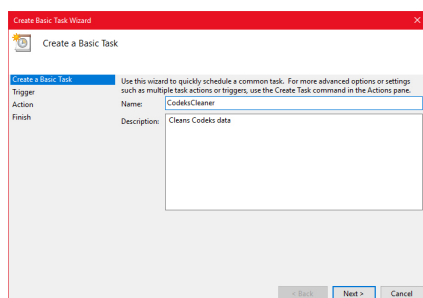 Create Basic Task Wizard
Create a Basic Task
Create a Basic Task
Trigger
Action
Finish
Use this wizard to quickly schedule a common task. For more advanced options or settings
such as multiple task actions or triggers, use the Create Task command in the Actions pane.
Name: CodeksCleaner
Description: Cleans Codeks data
< Back Next > Cancel